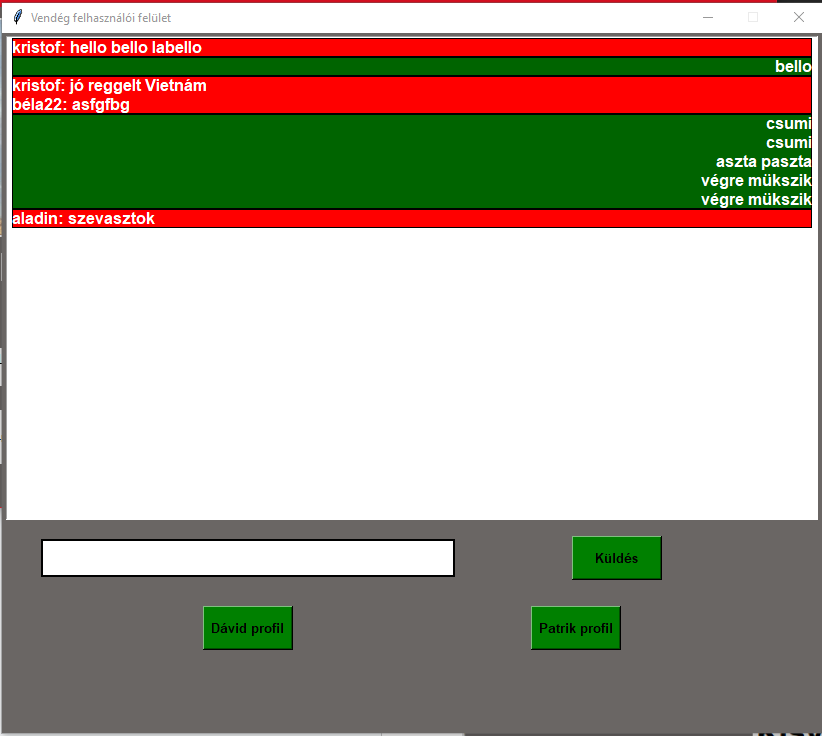 Vendég felhasználói felület
kristof: hello bello labello
bello
kristof: jó reggelt Vietnám
béla22: asfgfbg
csumi
csumi
aszta paszta
végre mükszik
végre mükszik
aladin: szevasztok
Küldés
Dávid profil
Patrik profil